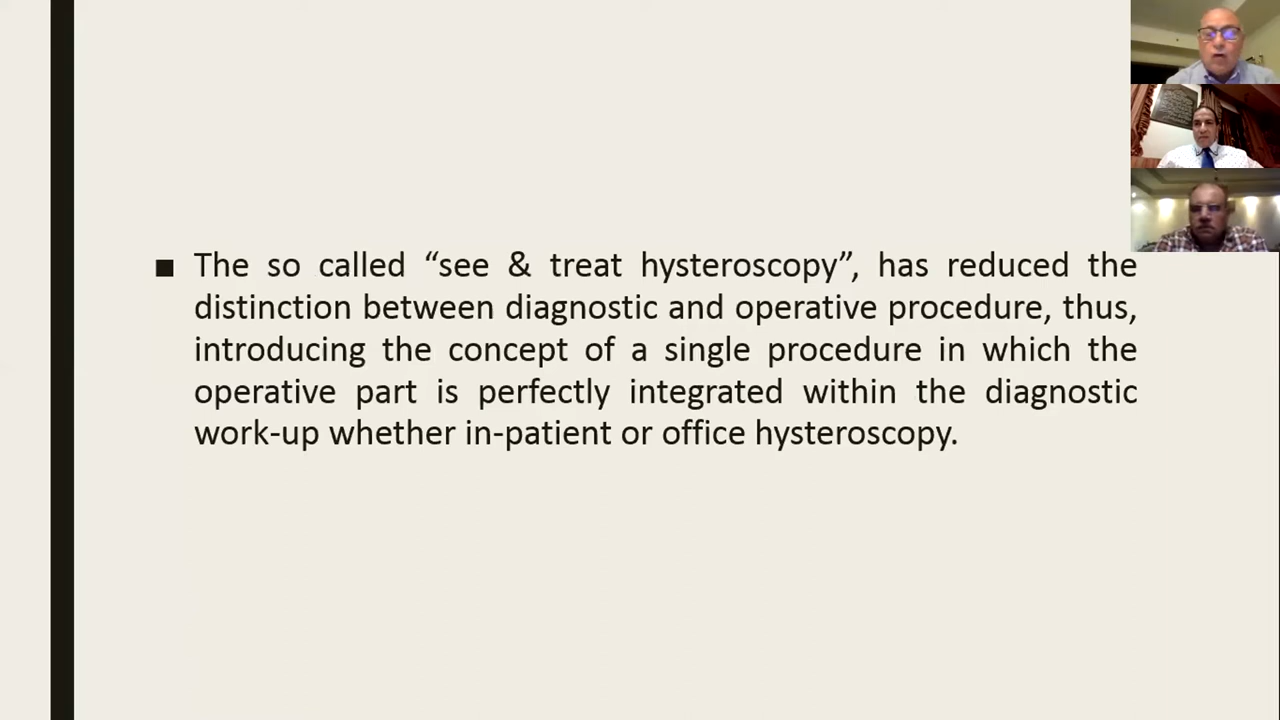 ■ The so called “see & treat hysteroscopy”, has reduced the
distinction between diagnostic and operative procedure, thus,
introducing the concept of a single procedure in which the
operative part is perfectly integrated within the diagnostic
work-up whether in-patient or office hysteroscopy.